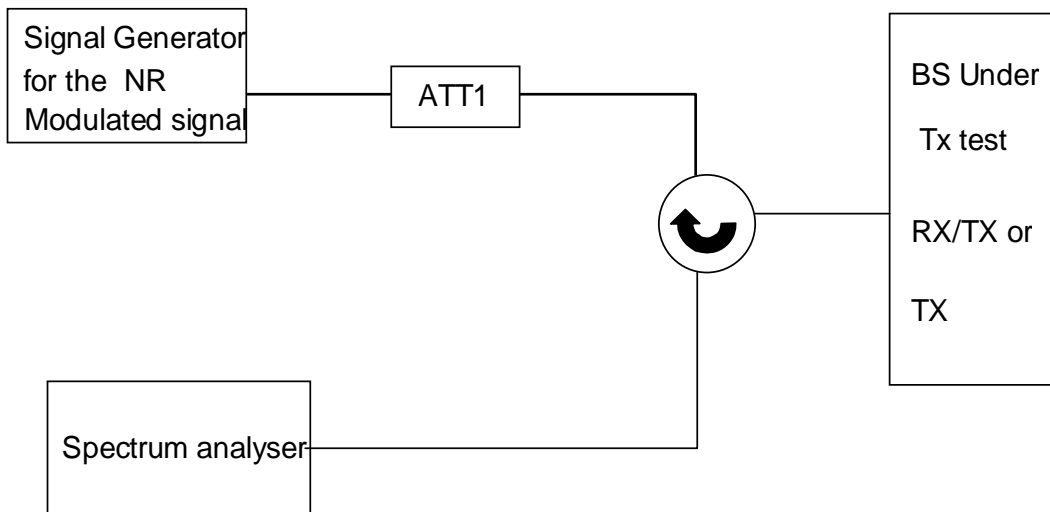 Signal Generator
for the NR
Modulated signal
ATT1
BS Under
Tx test
RX/TX or
TX
Spectrum analyser